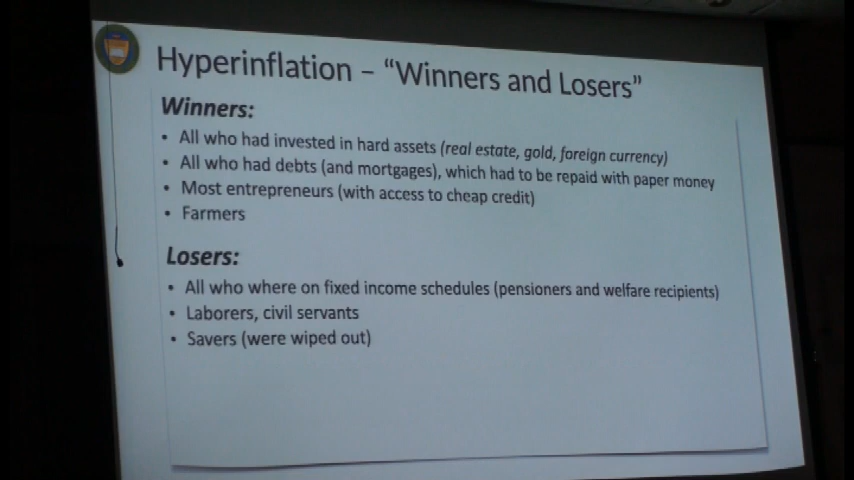 Hyperinflation – “Winners and Losers”
Winners:
• All who had invested in hard assets (real estate, gold, foreign currency)
• All who had debts (and mortgages), which had to be repaid with paper money
• Most entrepreneurs (with access to cheap credit)
• Farmers
Losers:
• All who where on fixed income schedules (pensioners and welfare recipients)
• Laborers, civil servants
• Savers (were wiped out)